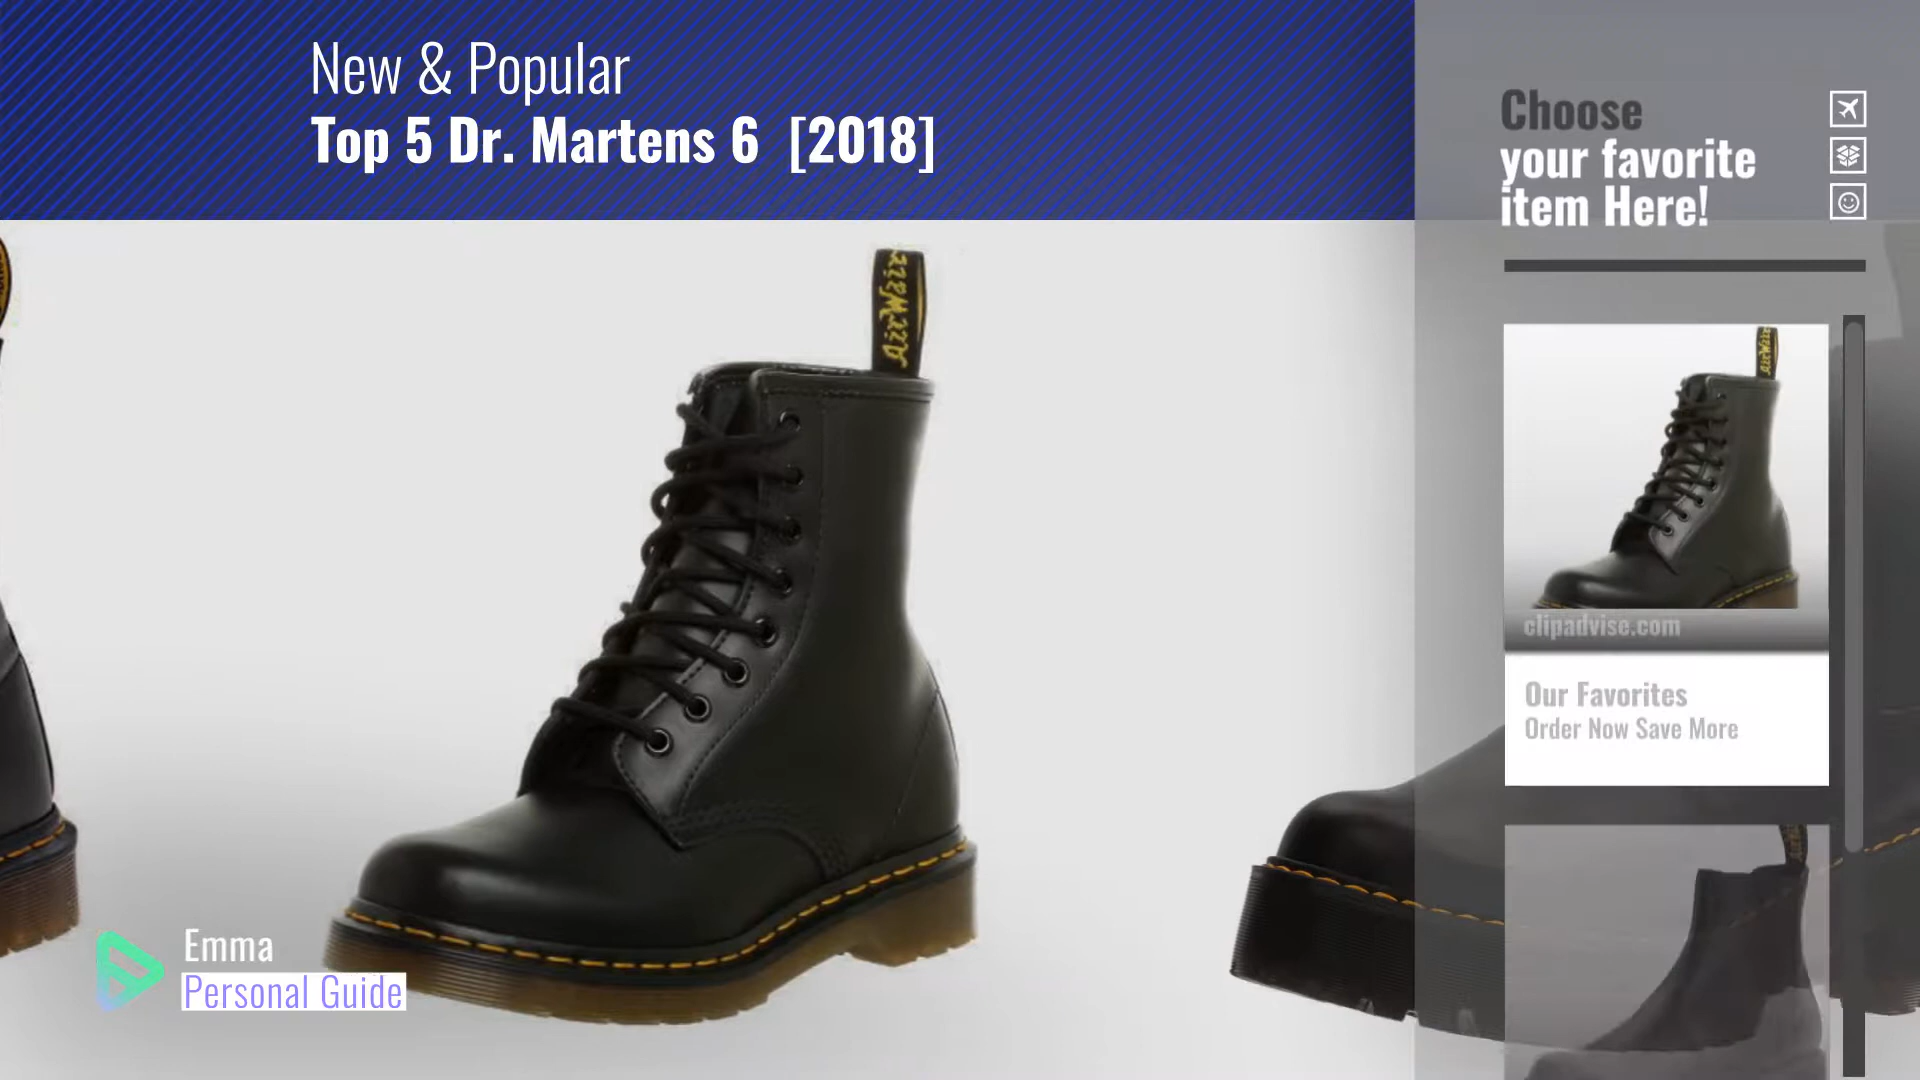 New & Popular
Top 5 Dr. Martens 6 [2018]
Choose
your favorite
item Here!
AirWair
AirWair
clipadvise.com
Our Favorites
Order Now Save More
Emma
Personal Guide